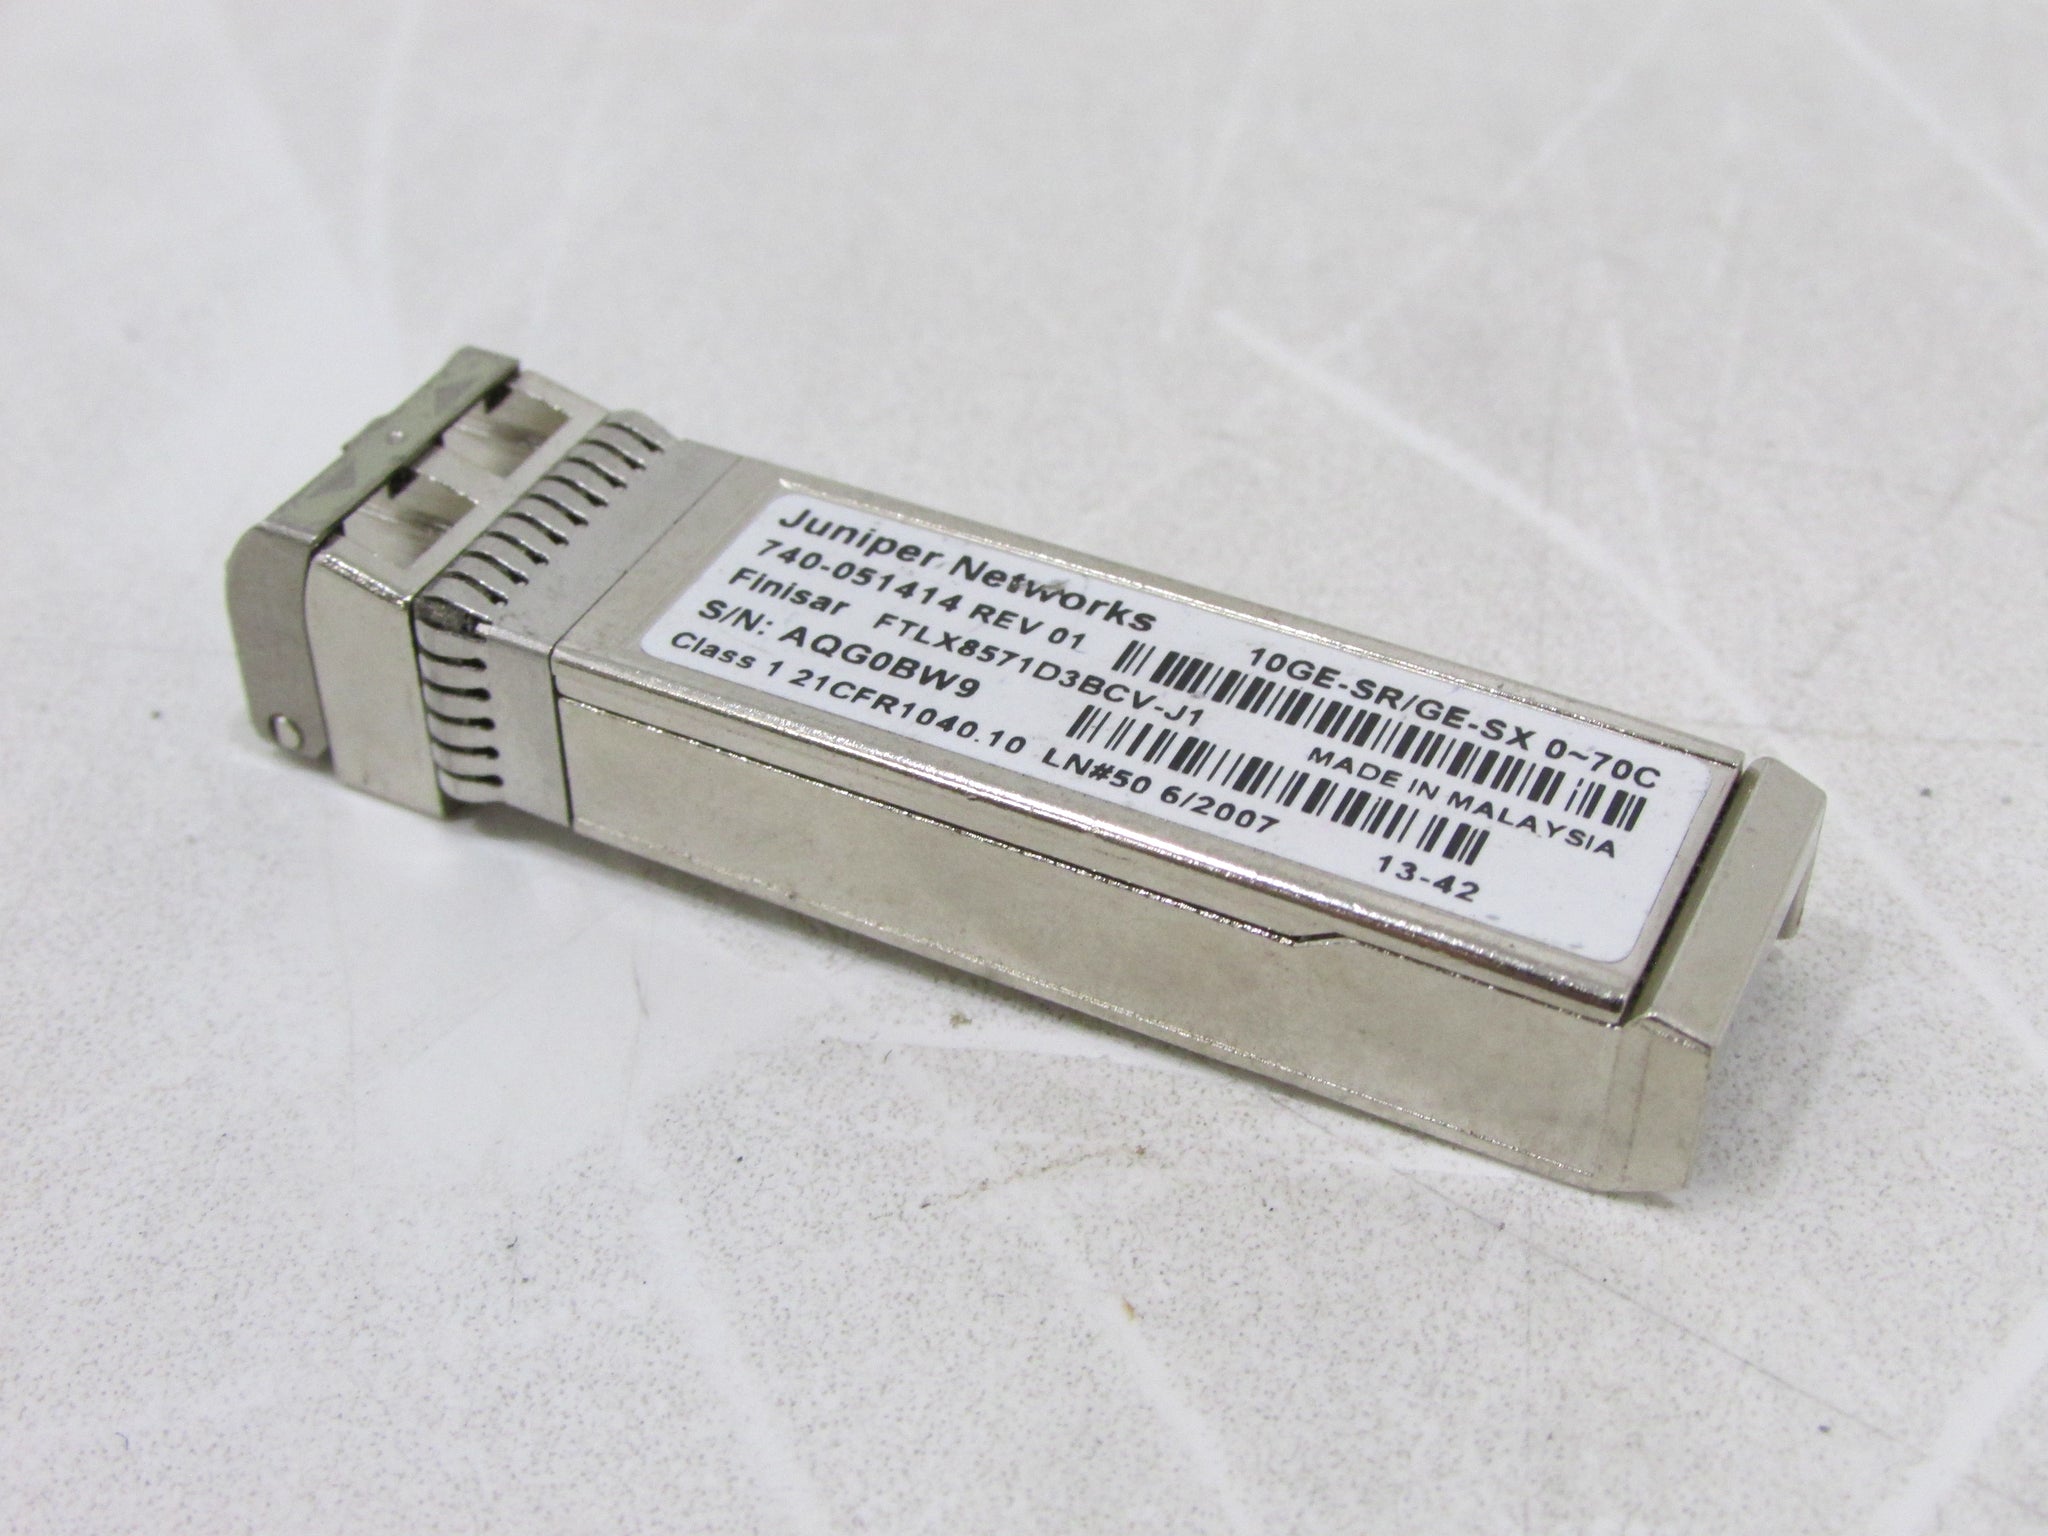 Juniper Networks
740-051414 REV 01 10GE-SR/GE-SX 0~70C
Finisar FTLX8571D3BCV-J1 MADE IN MALAYSIA
S/N: AQG0BW9
Class 1 21CFR1040.10 LN#50 6/2007 13-42